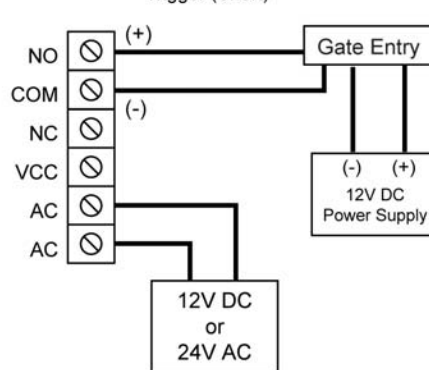 NO
(+)
Gate Entry
COM
(-)
NC
VCC
(-) (+)
12V DC
Power Supply
AC
AC
12V DC
or
24V AC